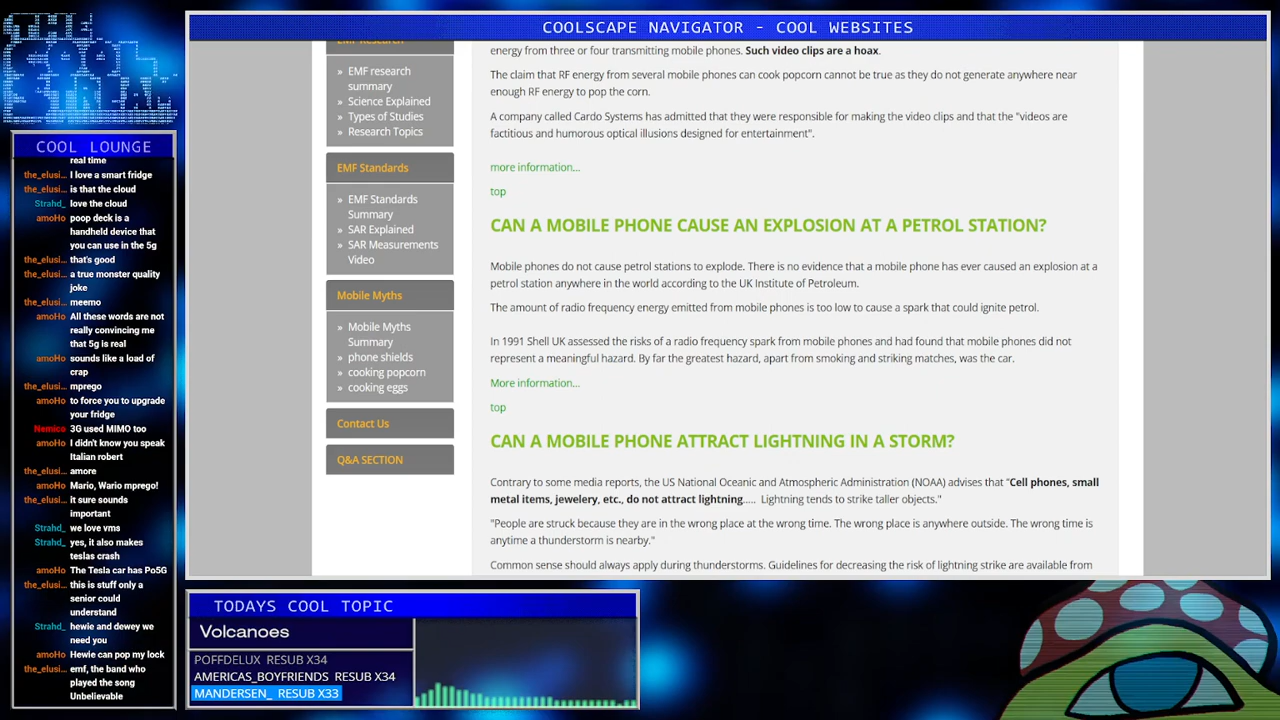 COOLSCAPE NAVIGATOR - COOL WEBSITES
COOL LOUNGE
real time
the_elusi... I love a smart fridge
the_elusi... is that the cloud
Strahd_ love the cloud
amoHo poop deck is a
handheld device that
you can use in the 5g
the_elusi... that's good
the_elusi... a true monster quality
joke
the_elusi... meemo
amoHo All these words are not
really convincing me
that 5g is real
amoHo sounds like a load of
crap
the_elusi... mprego
amoHo to force you to upgrade
your fridge
Nemico 3G used MIMO too
amoHo I didn't know you speak
Italian robert
the_elusi... amore
amoHo Mario, Wario mprego!
the_elusi... it sure sounds
important
Strahd_ we love vms
Strahd_ yes, it also makes
teslas crash
amoHo The Tesla car has Po5G
the_elusi... this is stuff only a
senior could
understand
Strahd_ hewie and dewey we
need you
amoHo Hewie can pop my lock
the_elusi... emf, the band who
played the song
Unbelievable
EMF Research
» EMF research
summary
» Science Explained
» Types of Studies
» Research Topics
EMF Standards
» EMF Standards
Summary
» SAR Explained
» SAR Measurements
Video
Mobile Myths
» Mobile Myths
Summary
» phone shields
» cooking popcorn
» cooking eggs
Contact Us
Q&A SECTION
energy from three or four transmitting mobile phones. Such video clips are a hoax.
The claim that RF energy from several mobile phones can cook popcorn cannot be true as they do not generate anywhere near
enough RF energy to pop the corn.
A company called Cardo Systems has admitted that they were responsible for making the video clips and that the "videos are
factitious and humorous optical illusions designed for entertainment".
more information...
top
CAN A MOBILE PHONE CAUSE AN EXPLOSION AT A PETROL STATION?
Mobile phones do not cause petrol stations to explode. There is no evidence that a mobile phone has ever caused an explosion at a
petrol station anywhere in the world according to the UK Institute of Petroleum.
The amount of radio frequency energy emitted from mobile phones is too low to cause a spark that could ignite petrol.
In 1991 Shell UK assessed the risks of a radio frequency spark from mobile phones and had found that mobile phones did not
represent a meaningful hazard. By far the greatest hazard, apart from smoking and striking matches, was the car.
More information...
top
CAN A MOBILE PHONE ATTRACT LIGHTNING IN A STORM?
Contrary to some media reports, the US National Oceanic and Atmospheric Administration (NOAA) advises that "Cell phones, small
metal items, jewelery, etc., do not attract lightning..... Lightning tends to strike taller objects."
"People are struck because they are in the wrong place at the wrong time. The wrong place is anywhere outside. The wrong time is
anytime a thunderstorm is nearby."
Common sense should always apply during thunderstorms. Guidelines for decreasing the risk of lightning strike are available from
TODAYS COOL TOPIC
Volcanoes
POFFDELUX RESUB X34
AMERICAS_BOYFRIENDS RESUB X34
MANDERSEN_ RESUB X33